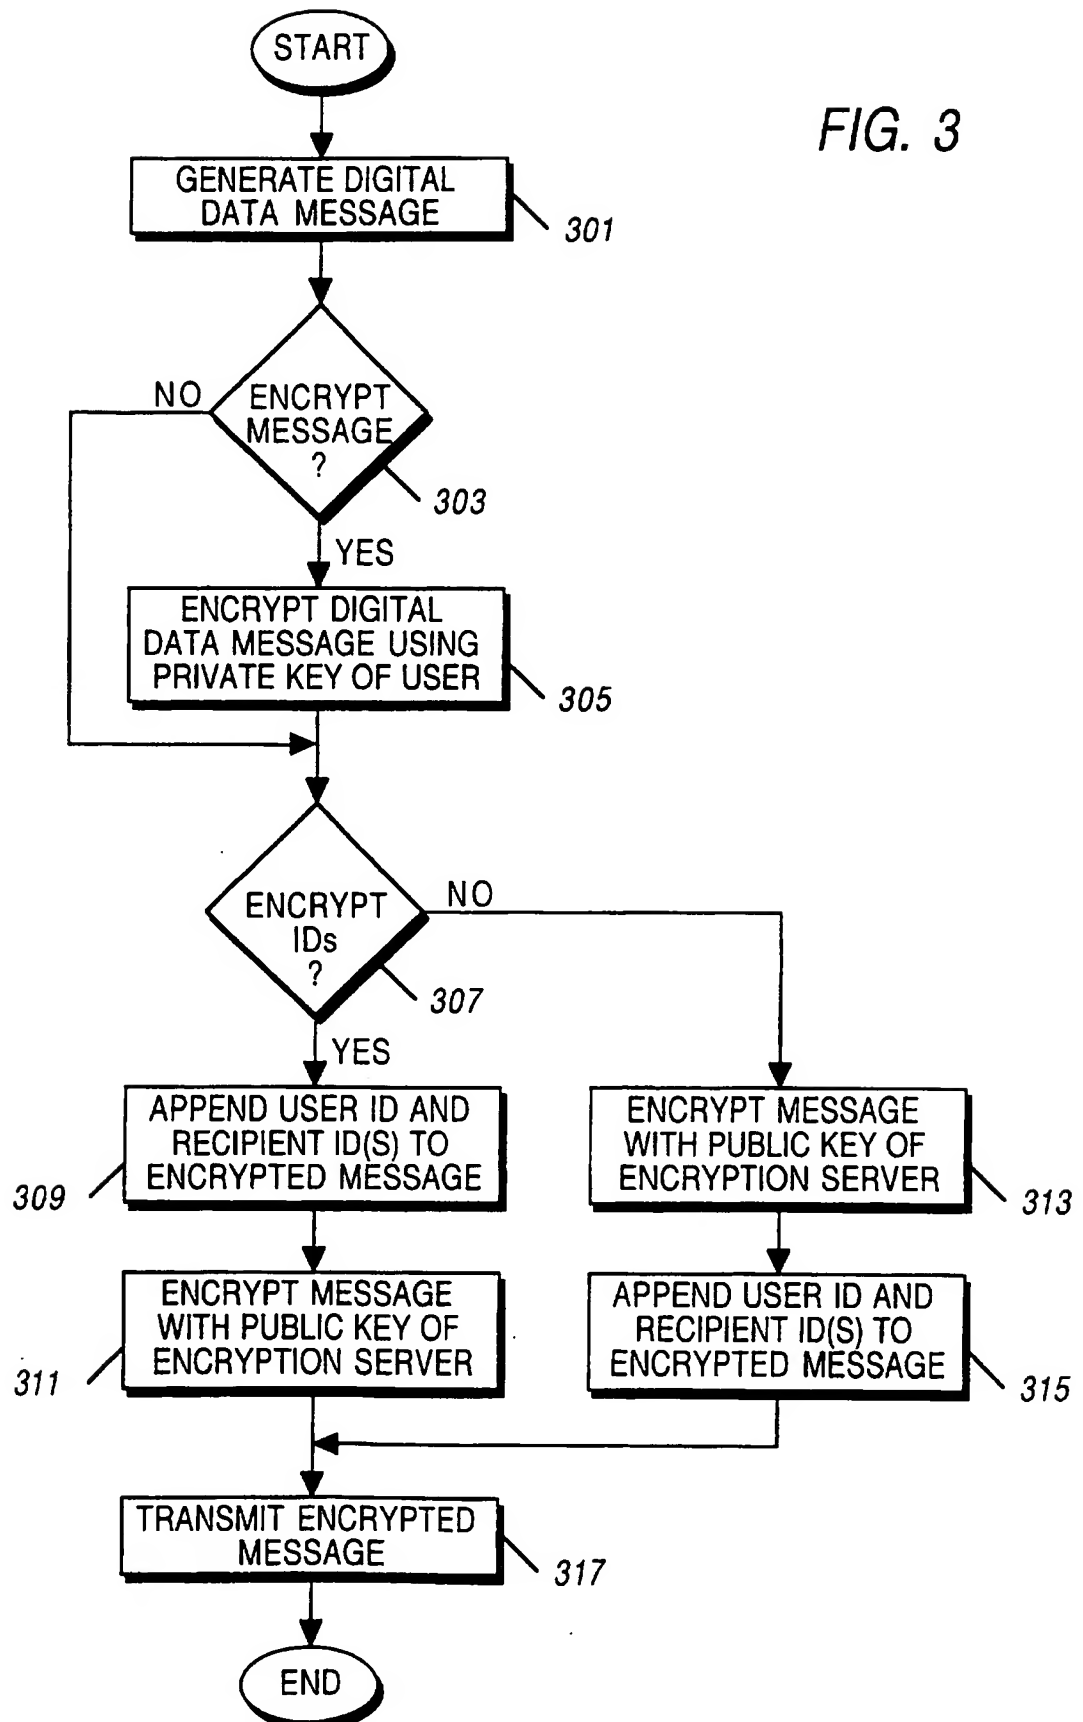 START
FIG. 3
GENERATE DIGITAL
DATA MESSAGE
301
NO
ENCRYPT
MESSAGE
?
303
YES
ENCRYPT DIGITAL
DATA MESSAGE USING
PRIVATE KEY OF USER
305
ENCRYPT
IDs
?
NO
307
YES
APPEND USER ID AND
RECIPIENT ID(S) TO
ENCRYPTED MESSAGE
309
ENCRYPT MESSAGE
WITH PUBLIC KEY OF
ENCRYPTION SERVER
313
ENCRYPT MESSAGE
WITH PUBLIC KEY OF
ENCRYPTION SERVER
311
APPEND USER ID AND
RECIPIENT ID(S) TO
ENCRYPTED MESSAGE
315
TRANSMIT ENCRYPTED
MESSAGE
317
END